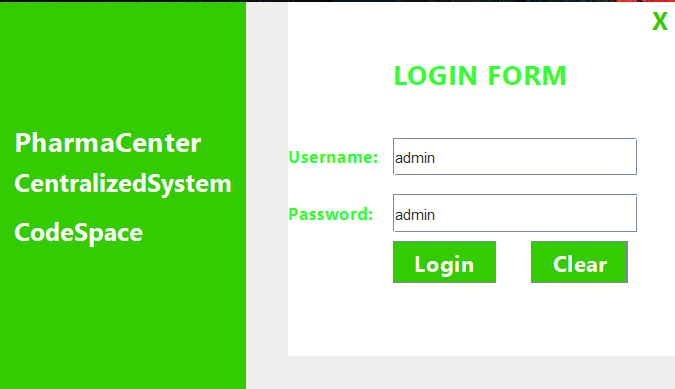 X
LOGIN FORM
PharmaCenter
CentralizedSystem
CodeSpace
Username: admin
Password: admin
Login Clear